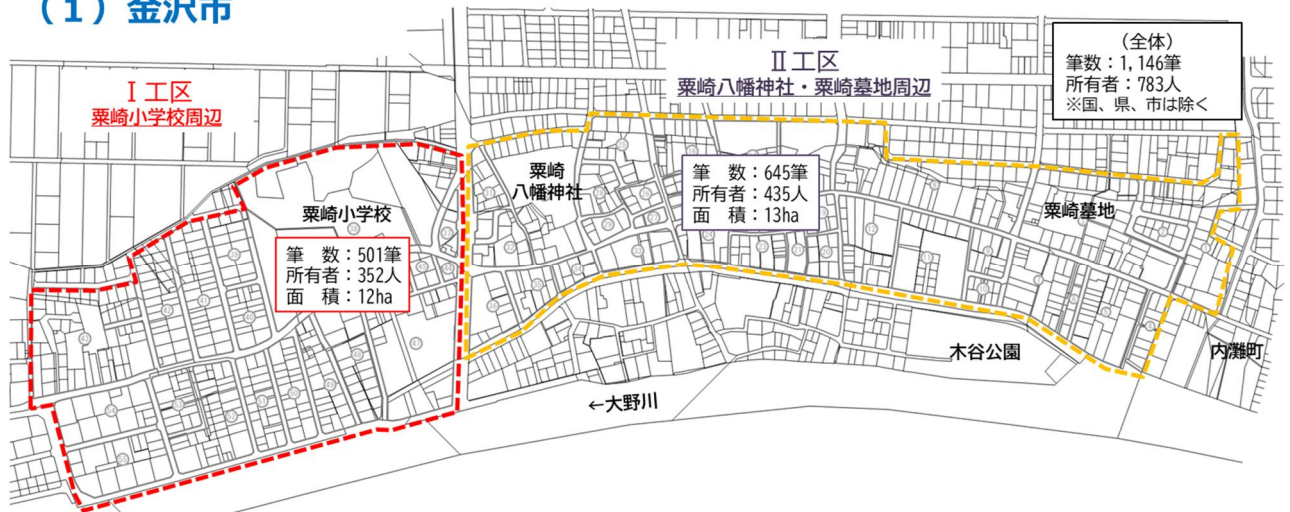 （1）金沢市
Ⅰ工区
粟崎小学校周辺
Ⅱ工区
粟崎八幡神社・粟崎墓地周辺
（全体）
筆数：1,146筆
所有者：783人
※国、県、市は除く
粟崎小学校
筆　数：501筆
所有者：352人
面　積：12ha
粟崎
八幡神社
筆　数：645筆
所有者：435人
面　積：13ha
粟崎墓地
木谷公園
内灘町
←大野川